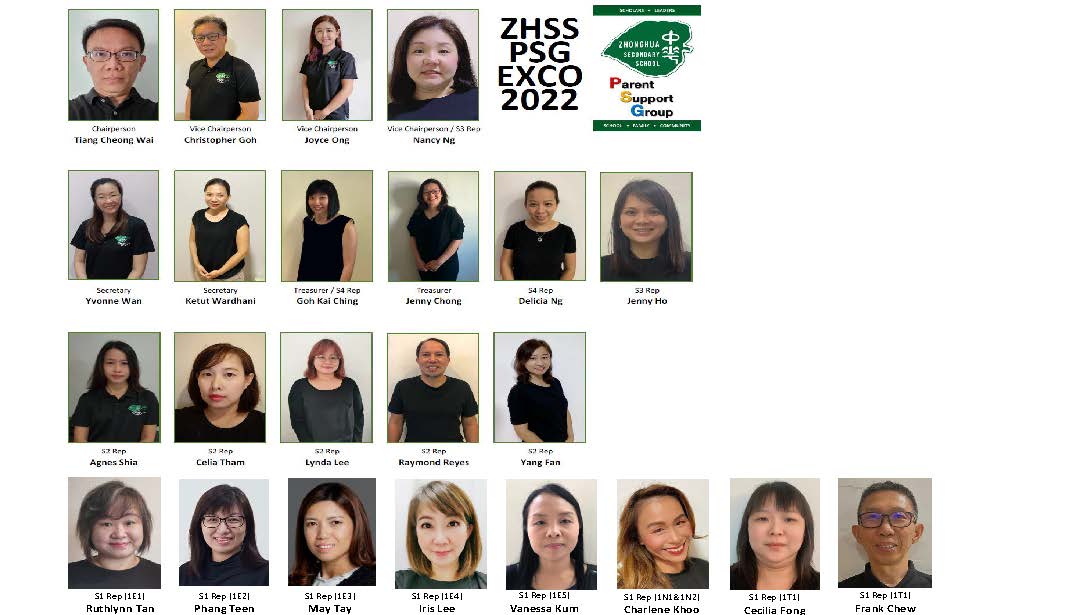 ZHSS
PSG
EXCO
2022
SCHOLARS • LEADERS
ZHONGHUA
SECONDARY
SCHOOL
中华
Parent
Support
Group
SCHOOL • FAMILY • COMMUNITY
Chairperson
Tiang Cheong Wai
Vice Chairperson
Christopher Goh
Vice Chairperson
Joyce Ong
Vice Chairperson / S3 Rep
Nancy Ng
Secretary
Yvonne Wan
Secretary
Ketut Wardhani
Treasurer / S4 Rep
Goh Kai Ching
Treasurer
Jenny Chong
S4 Rep
Delicia Ng
S3 Rep
Jenny Ho
S2 Rep
Agnes Shia
S2 Rep
Celia Tham
S2 Rep
Lynda Lee
S2 Rep
Raymond Reyes
S2 Rep
Yang Fan
S1 Rep (1E1)
Ruthlynn Tan
S1 Rep (1E2)
Phang Teen
S1 Rep (1E3)
May Tay
S1 Rep (1E4)
Iris Lee
S1 Rep (1E5)
Vanessa Kum
S1 Rep (1N1&1N2)
Charlene Khoo
S1 Rep (1T1)
Cecilia Fong
S1 Rep (1T1)
Frank Chew